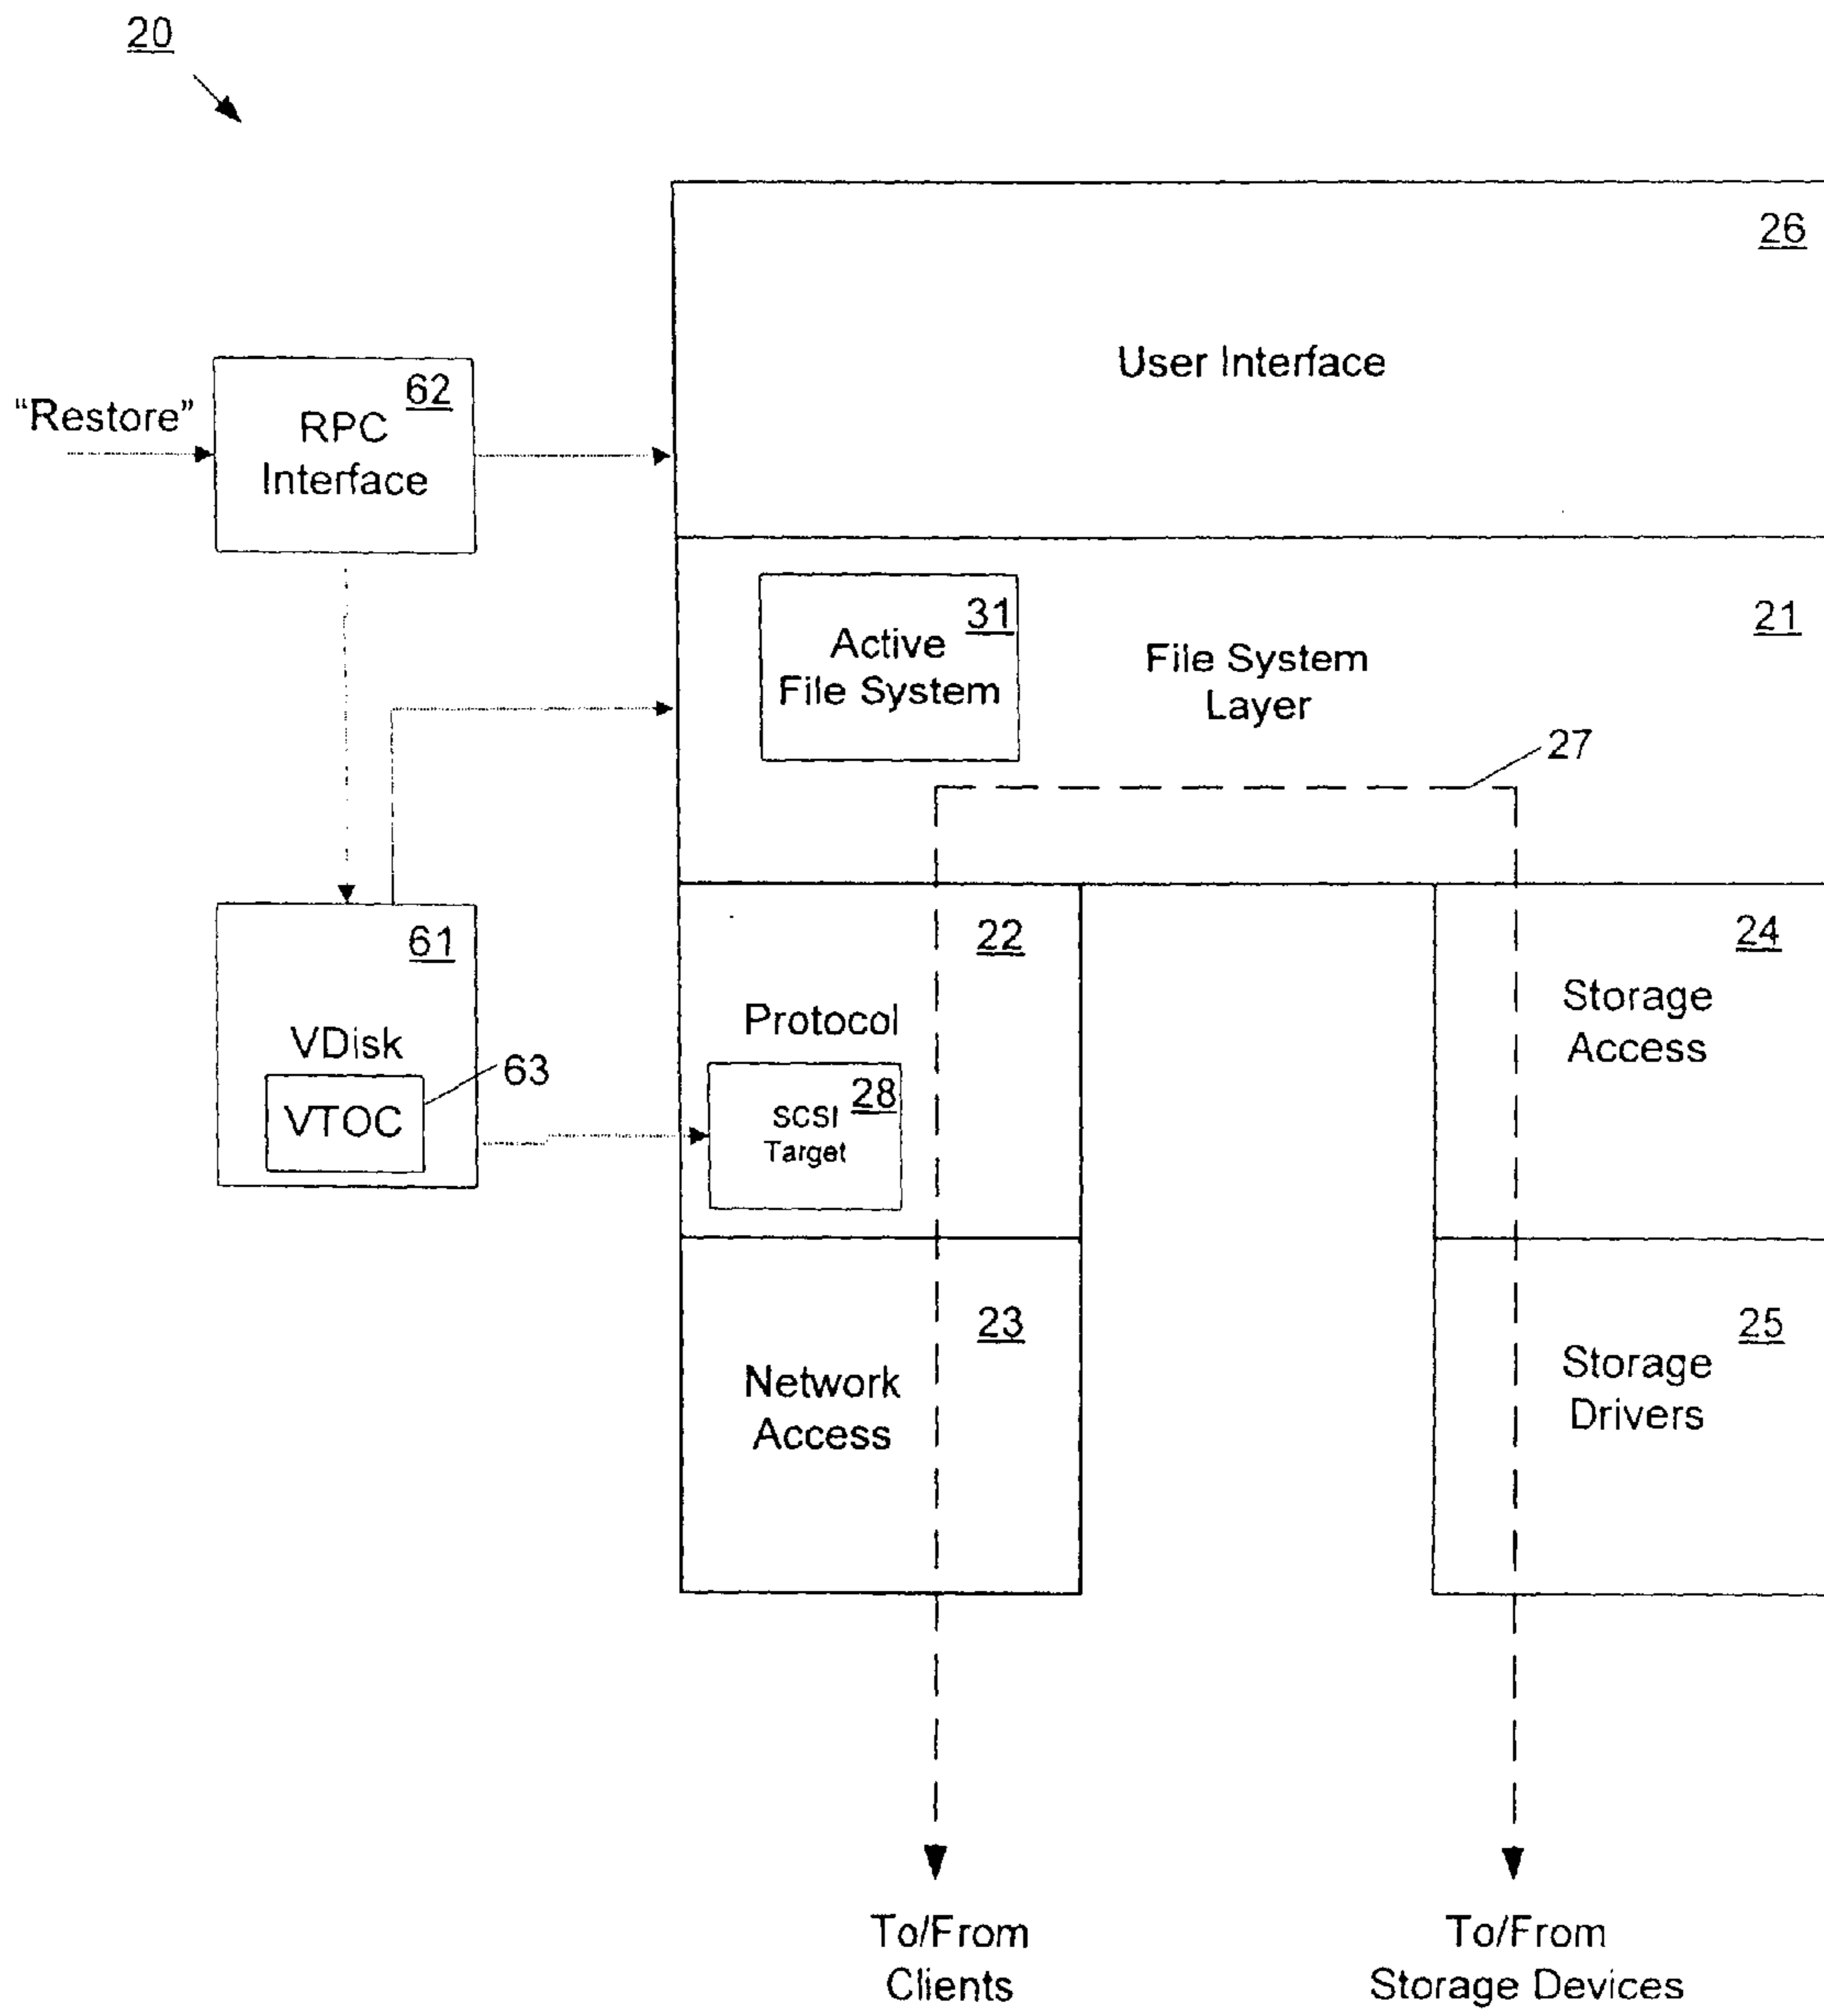 20
26
User Interface
"Restore"
62
RPC
Interface
31
Active
File System
21
File System
Layer
27
61
VDisk
VTOC
63
22
Protocol
28
SCSI
Target
24
Storage
Access
23
Network
Access
25
Storage
Drivers
To/From
Clients
To/From
Storage Devices